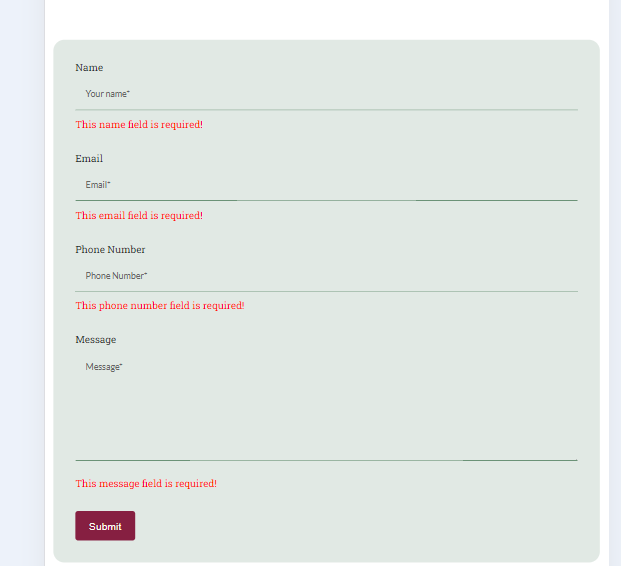 Name
Your name*
This name field is required!
Email
Email*
This email field is required!
Phone Number
Phone Number*
This phone number field is required!
Message
Message*
This message field is required!
Submit